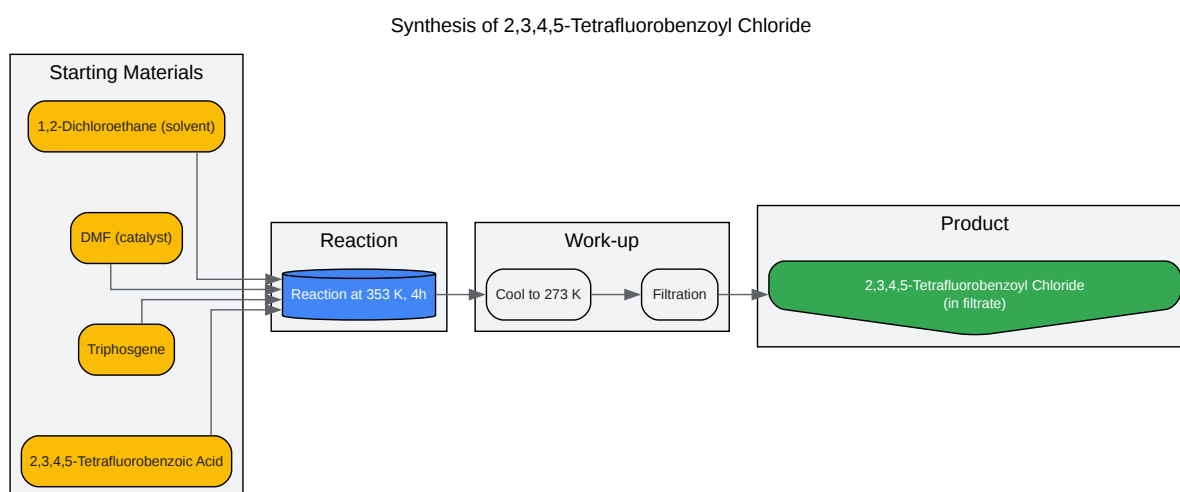 Synthesis of 2,3,4,5-Tetrafluorobenzoyl Chloride
Starting Materials
1,2-Dichloroethane (solvent)
DMF (catalyst)
Triphosgene
2,3,4,5-Tetrafluorobenzoic Acid
Reaction
Reaction at 353 K, 4h
Work-up
Cool to 273 K
Filtration
Product
2,3,4,5-Tetrafluorobenzoyl Chloride
(in filtrate)